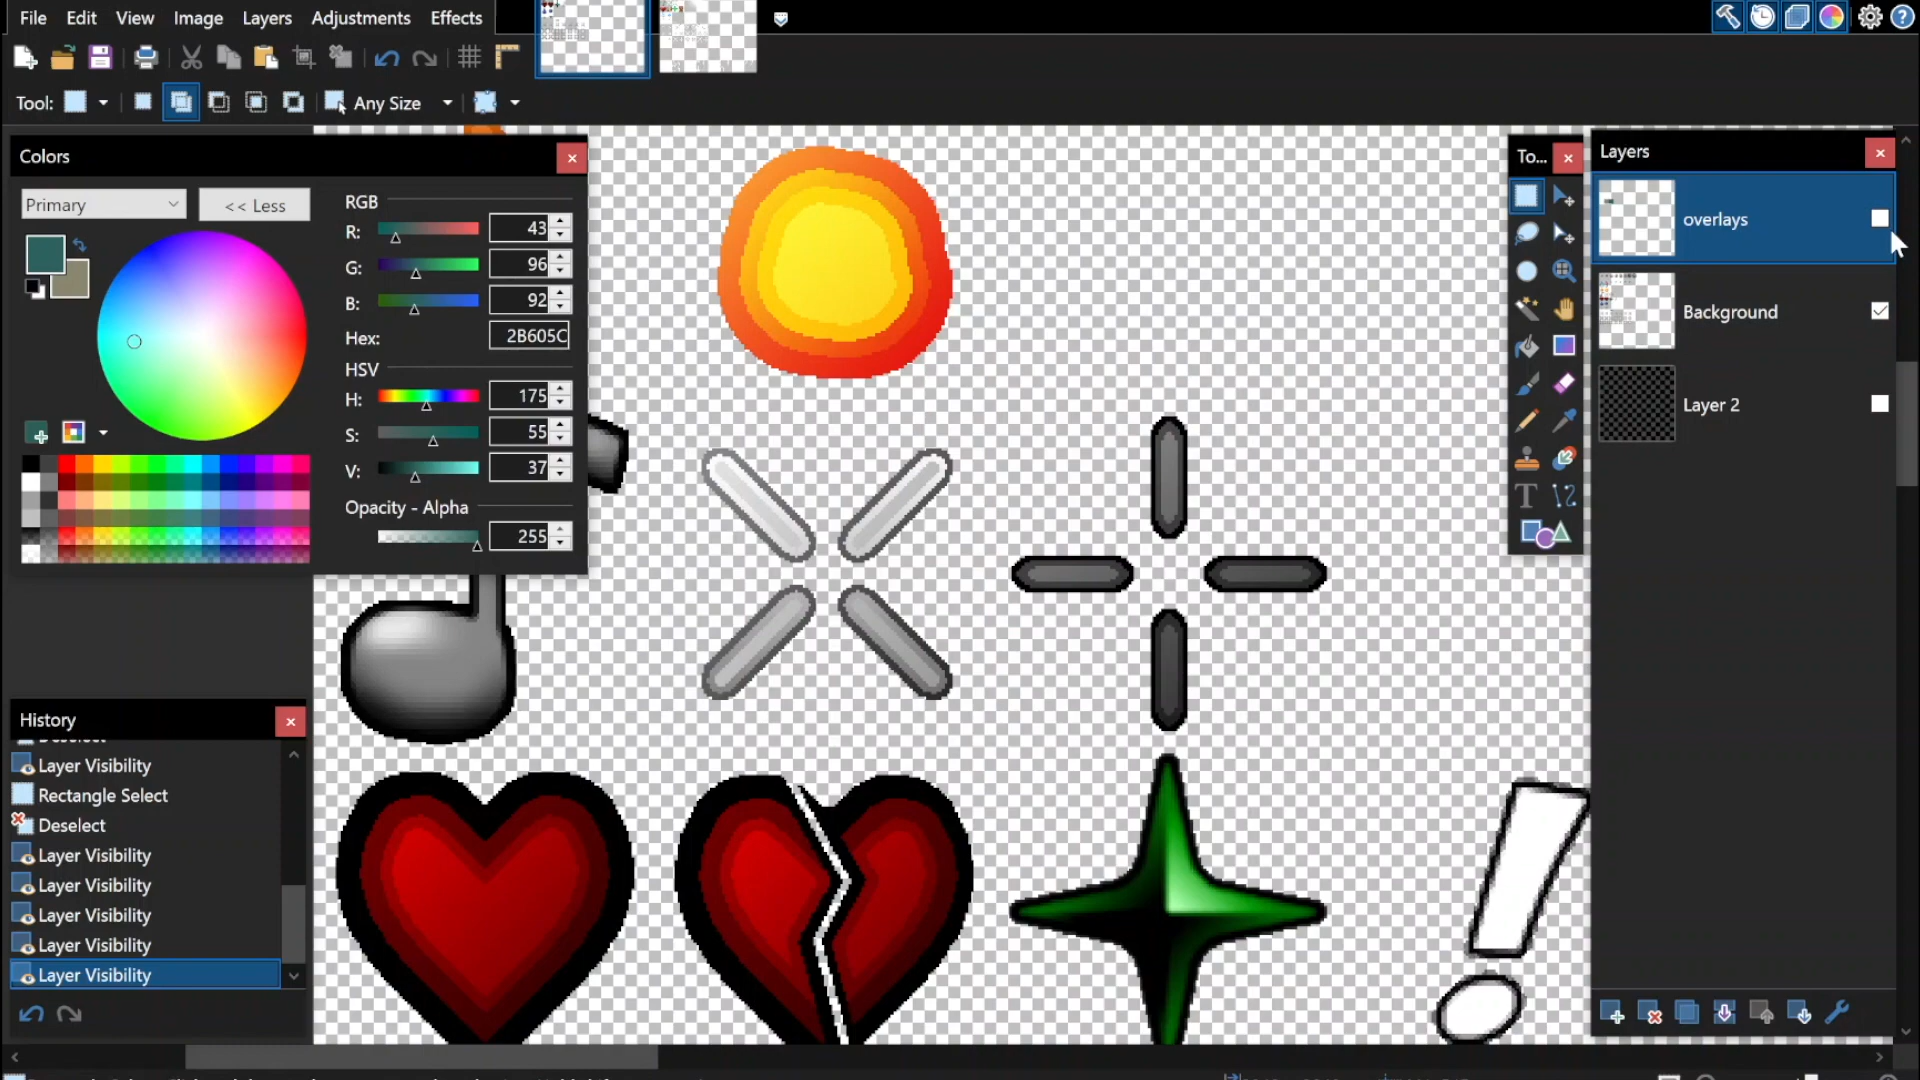 File Edit View Image Layers Adjustments Effects
Tool: Any Size
Colors
Primary
<< Less
RGB
R: 43
G: 96
B: 92
Hex: 2B605C
HSV
H: 175
S: 55
V: 37
Opacity - Alpha
255
History
Deselect
Layer Visibility
Rectangle Select
Deselect
Layer Visibility
Layer Visibility
Layer Visibility
Layer Visibility
Layer Visibility
To...
Layers
overlays
Background
Layer 2